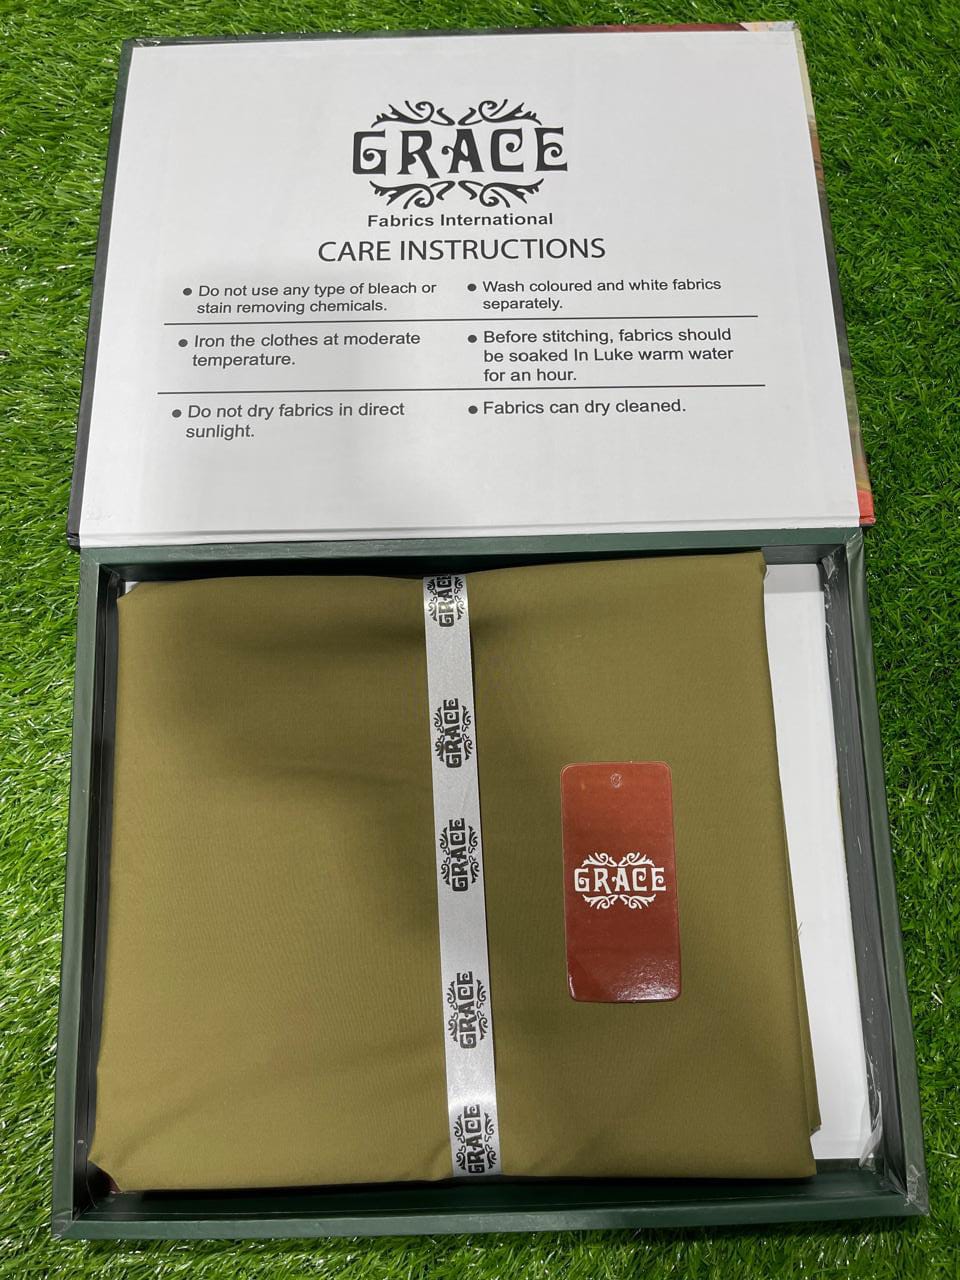 GRACE
Fabrics International
CARE INSTRUCTIONS
● Do not use any type of bleach or
stain removing chemicals.
● Wash coloured and white fabrics
separately.
● Iron the clothes at moderate
temperature.
● Before stitching, fabrics should
be soaked In Luke warm water
for an hour.
● Do not dry fabrics in direct
sunlight.
● Fabrics can dry cleaned.
GRACE
GRACE
GRACE
GRACE
GRACE
GRACE